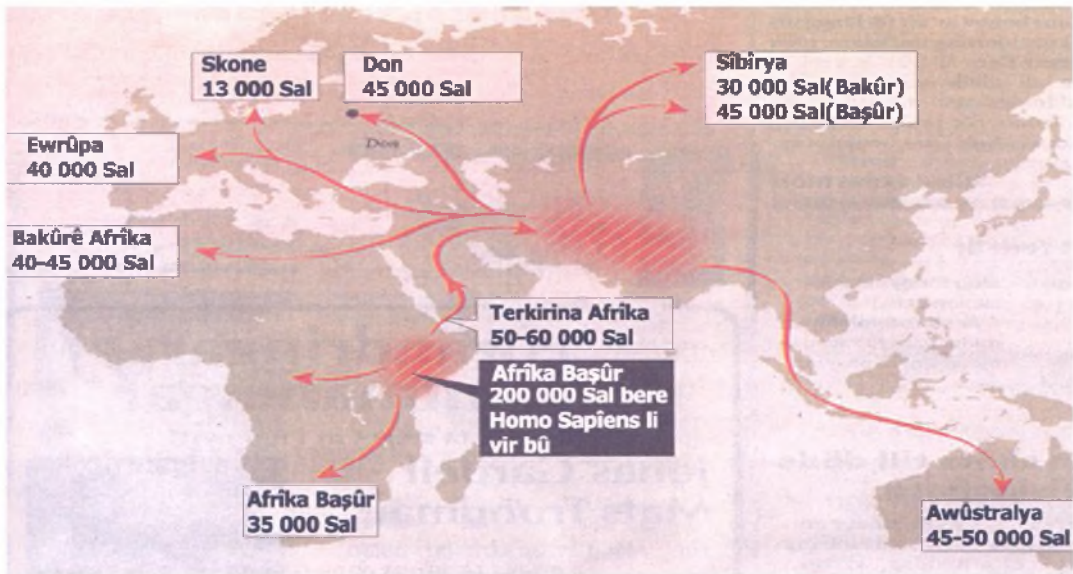 Skone
13 000 Sal
Don
45 000 Sal
Sîbîrya
30 000 Sal(Bakûr)
45 000 Sal(Başûr)
Ewrûpa
40 000 Sal
Don
Bakûrê Afrîka
40-45 000 Sal
Terkirina Afrîka
50-60 000 Sal
Afrîka Başûr
200 000 Sal bere
Homo Sapîens li
vir bû
Afrîka Başûr
35 000 Sal
Awûstralya
45-50 000 Sal